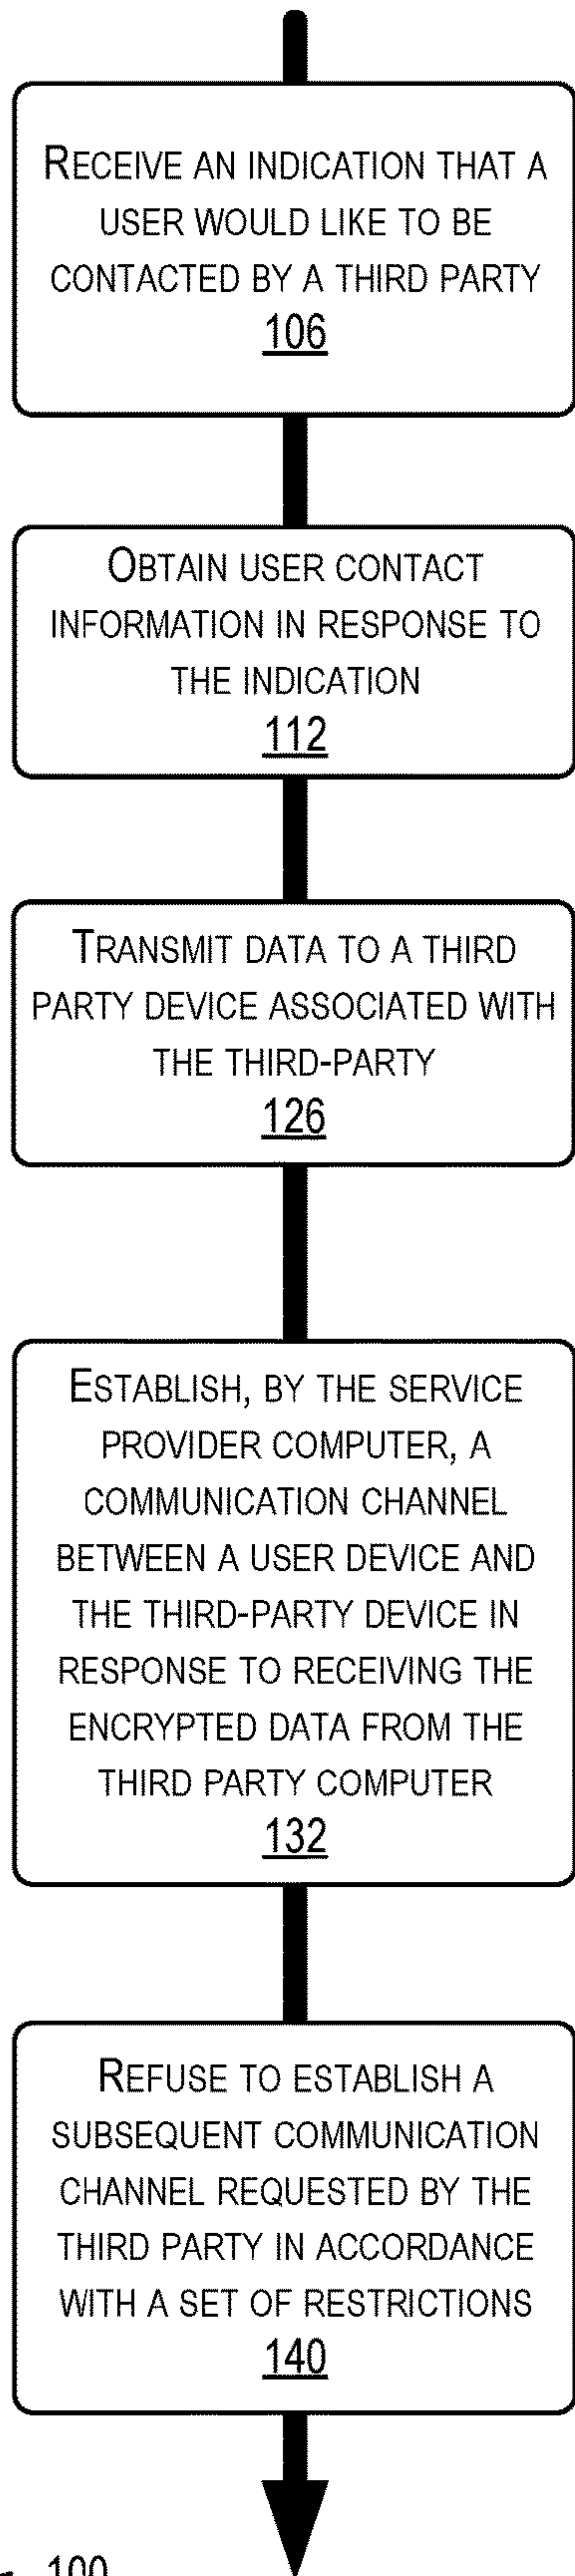 RECEIVE AN INDICATION THAT A
USER WOULD LIKE TO BE
CONTACTED BY A THIRD PARTY
106
OBTAIN USER CONTACT
INFORMATION IN RESPONSE TO
THE INDICATION
112
TRANSMIT DATA TO A THIRD
PARTY DEVICE ASSOCIATED WITH
THE THIRD-PARTY
126
ESTABLISH, BY THE SERVICE
PROVIDER COMPUTER, A
COMMUNICATION CHANNEL
BETWEEN A USER DEVICE AND
THE THIRD-PARTY DEVICE IN
RESPONSE TO RECEIVING THE
ENCRYPTED DATA FROM THE
THIRD PARTY COMPUTER
132
REFUSE TO ESTABLISH A
SUBSEQUENT COMMUNICATION
CHANNEL REQUESTED BY THE
THIRD PARTY IN ACCORDANCE
WITH A SET OF RESTRICTIONS
140
100